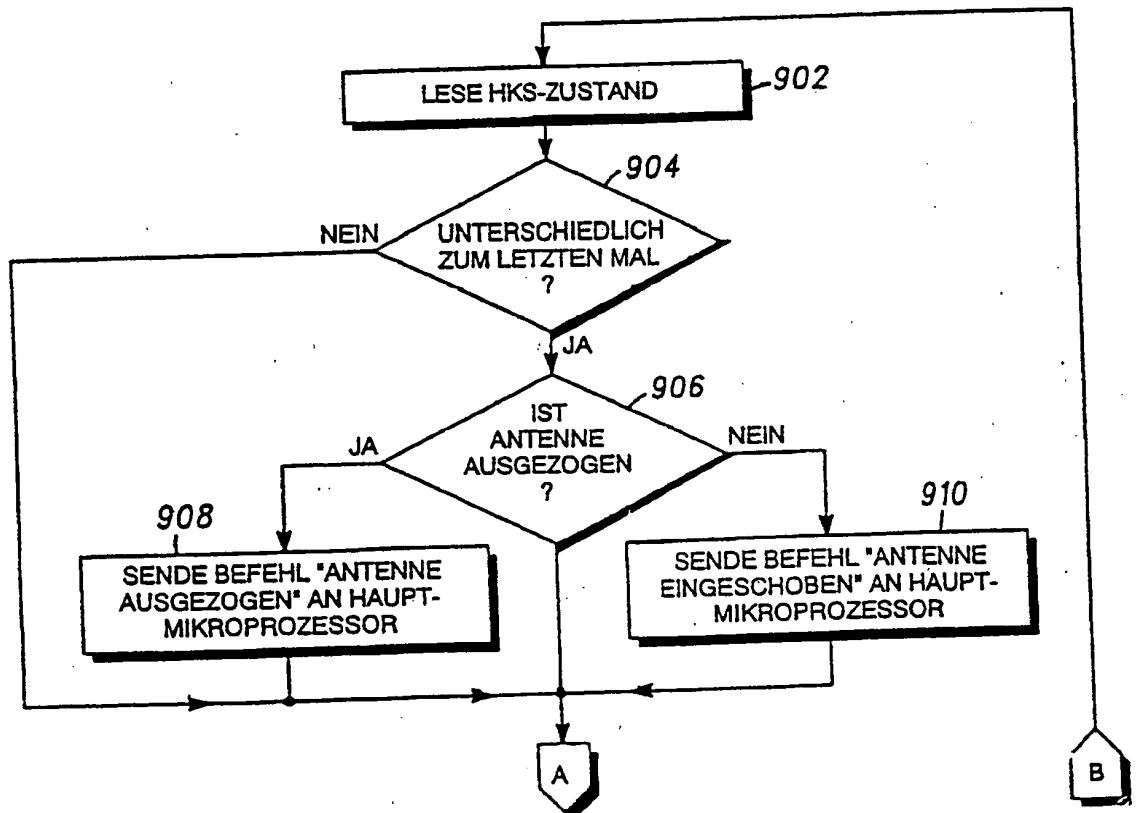 LESE HKS-ZUSTAND
902
904
NEIN
UNTERSCHIEDLICH
ZUM LETZTEN MAL
?
JA
906
IST
ANTENNE
AUSGEZOGEN
?
JA
NEIN
908
910
SENDE BEFEHL "ANTENNE
AUSGEZOGEN" AN HAUPT-
MIKROPROZESSOR
SENDE BEFEHL "ANTENNE
EINGESCHOBEN" AN HAUPT-
MIKROPROZESSOR
A
B